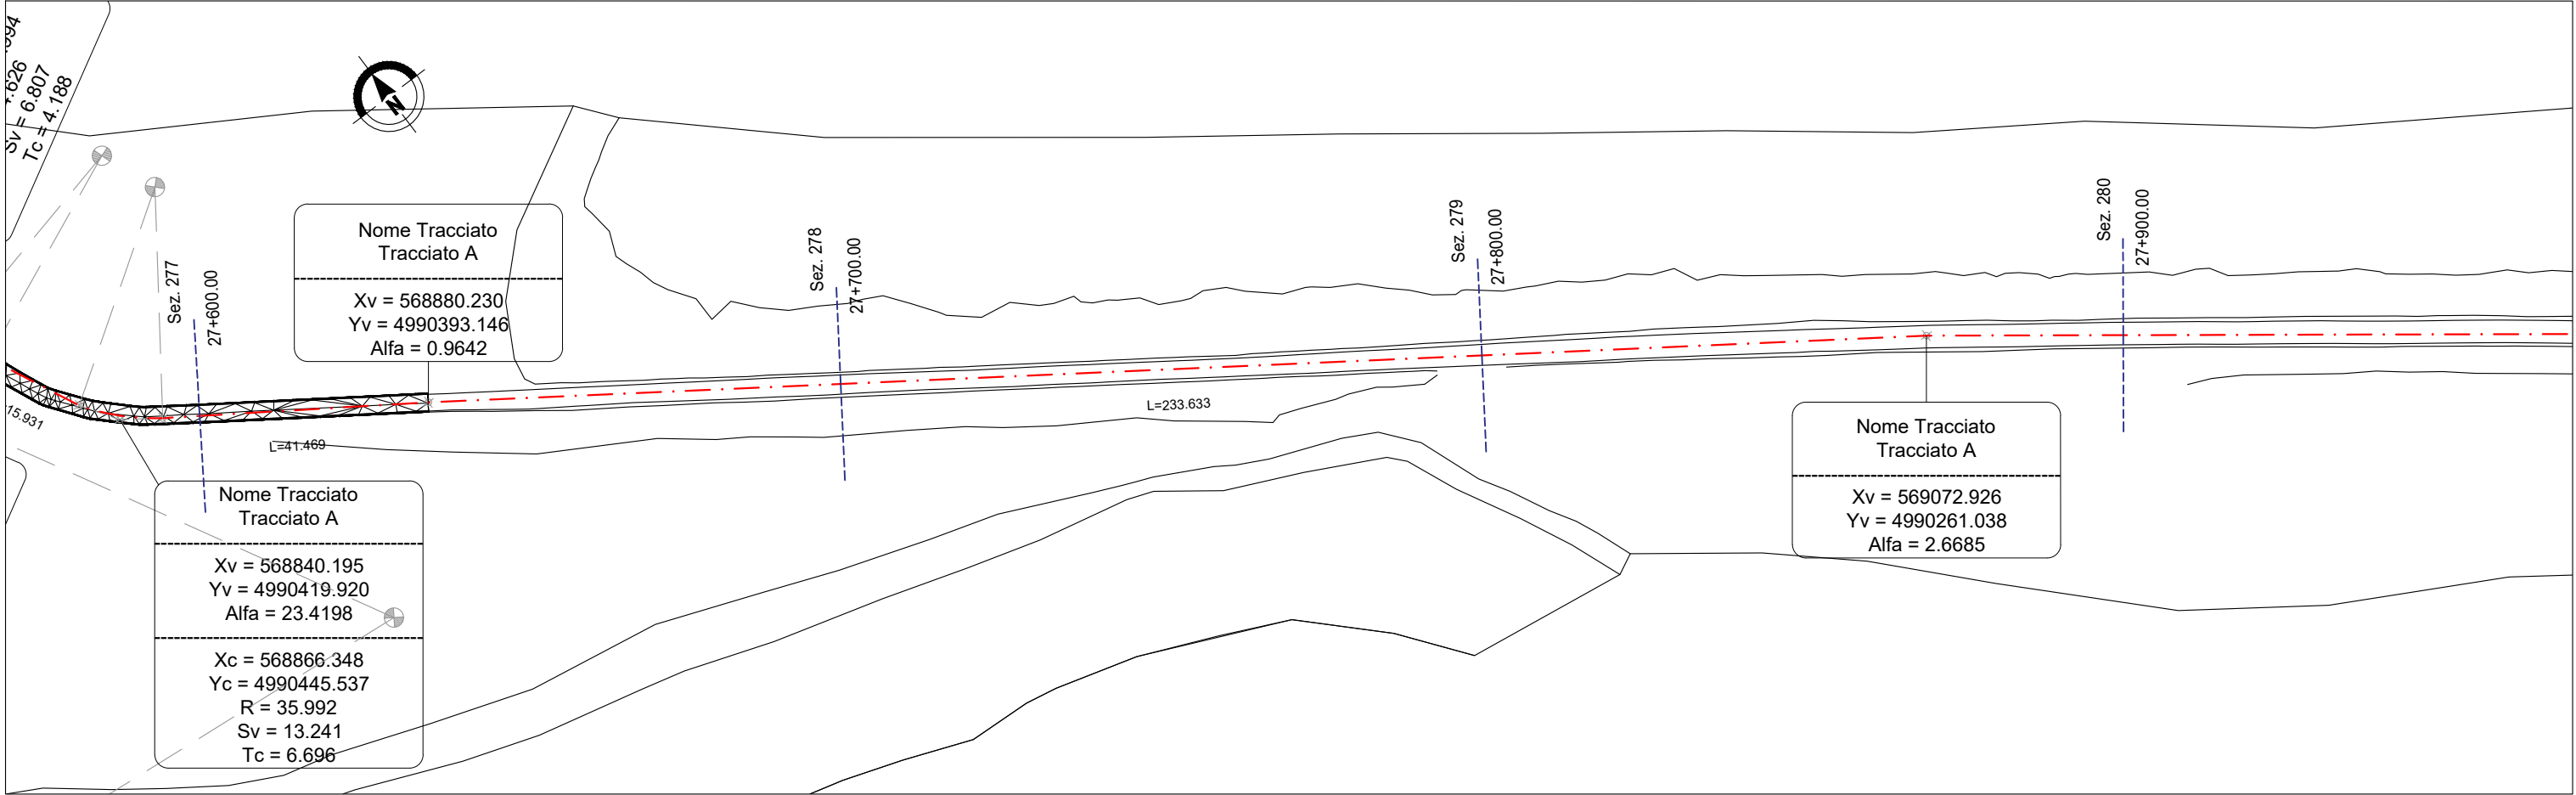 Sv = 6.807
Tc = 4.188
N
Nome Tracciato
Tracciato A
Xv = 568880.230
Yv = 4990393.146
Alfa = 0.9642
Sez. 277
27+600.00
Sez. 278
27+700.00
Sez. 279
27+800.00
Sez. 280
27+900.00
15.931
L=41.469
L=233.633
Nome Tracciato
Tracciato A
Xv = 568840.195
Yv = 4990419.920
Alfa = 23.4198
Xc = 568866.348
Yc = 4990445.537
R = 35.992
Sv = 13.241
Tc = 6.696
Nome Tracciato
Tracciato A
Xv = 569072.926
Yv = 4990261.038
Alfa = 2.6685